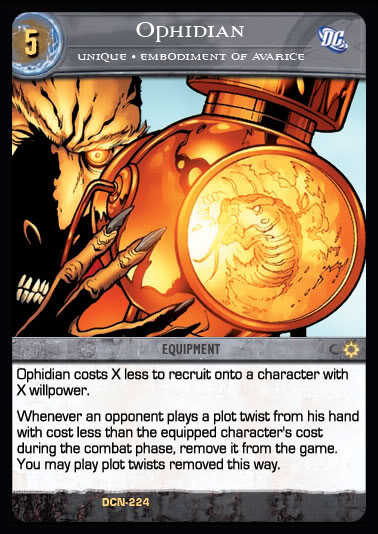 5
OPHIDIAN
DC
UNIQUE • EMBODIMENT OF AVARICE
EQUIPMENT
C
Ophidian costs X less to recruit onto a character with
X willpower.
Whenever an opponent plays a plot twist from his hand
with cost less than the equipped character's cost
during the combat phase, remove it from the game.
You may play plot twists removed this way.
DCN-224